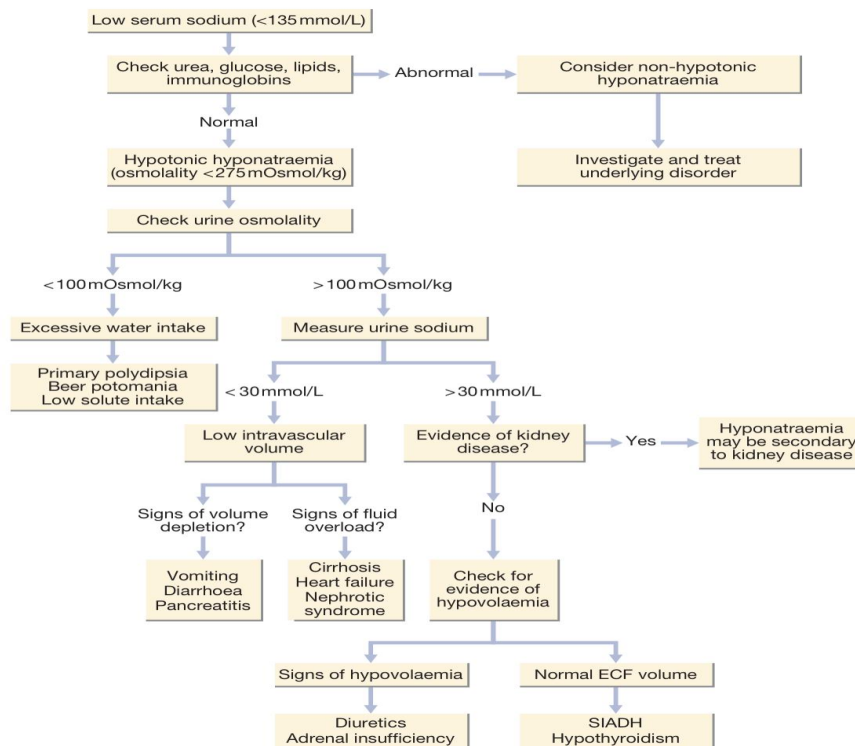 Low serum sodium (<135 mmol/L)
Check urea, glucose, lipids,
immunoglobins
Abnormal
Consider non-hypotonic
hyponatraemia
Normal
Investigate and treat
underlying disorder
Hypotonic hyponatraemia
(osmolality <275 mOsmol/kg)
Check urine osmolality
<100 mOsmol/kg
>100 mOsmol/kg
Excessive water intake
Measure urine sodium
Primary polydipsia
Beer potomania
Low solute intake
<30 mmol/L
>30 mmol/L
Low intravascular
volume
Evidence of kidney
disease?
Yes
Hyponatraemia
may be secondary
to kidney disease
Signs of volume
depletion?
Signs of fluid
overload?
No
Vomiting
Diarrhoea
Pancreatitis
Cirrhosis
Heart failure
Nephrotic
syndrome
Check for
evidence of
hypovolaemia
Signs of hypovolaemia
Normal ECF volume
Diuretics
Adrenal insufficiency
SIADH
Hypothyroidism